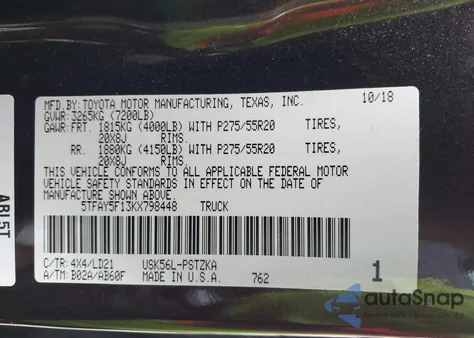 MFD.BY: TOYOTA MOTOR MANUFACTURING, TEXAS, INC. 10/18
GVWR: 3265KG (7200LB)
GAWR: FRT. 1815KG (4000LB) WITH P275/55R20 TIRES,
20X8J RIMS.
RR. 1880KG (4150LB) WITH P275/55R20 TIRES,
20X8J RIMS.
THIS VEHICLE CONFORMS TO ALL APPLICABLE FEDERAL MOTOR
VEHICLE SAFETY STANDARDS IN EFFECT ON THE DATE OF
MANUFACTURE SHOWN ABOVE
5TFAY5F13KX798448 TRUCK
C/TR: 4X4/LD21 USK56L-PSTZKA
A/TM: B02A/AB60F MADE IN U.S.A. 762 1
ABI5T
autoSnap